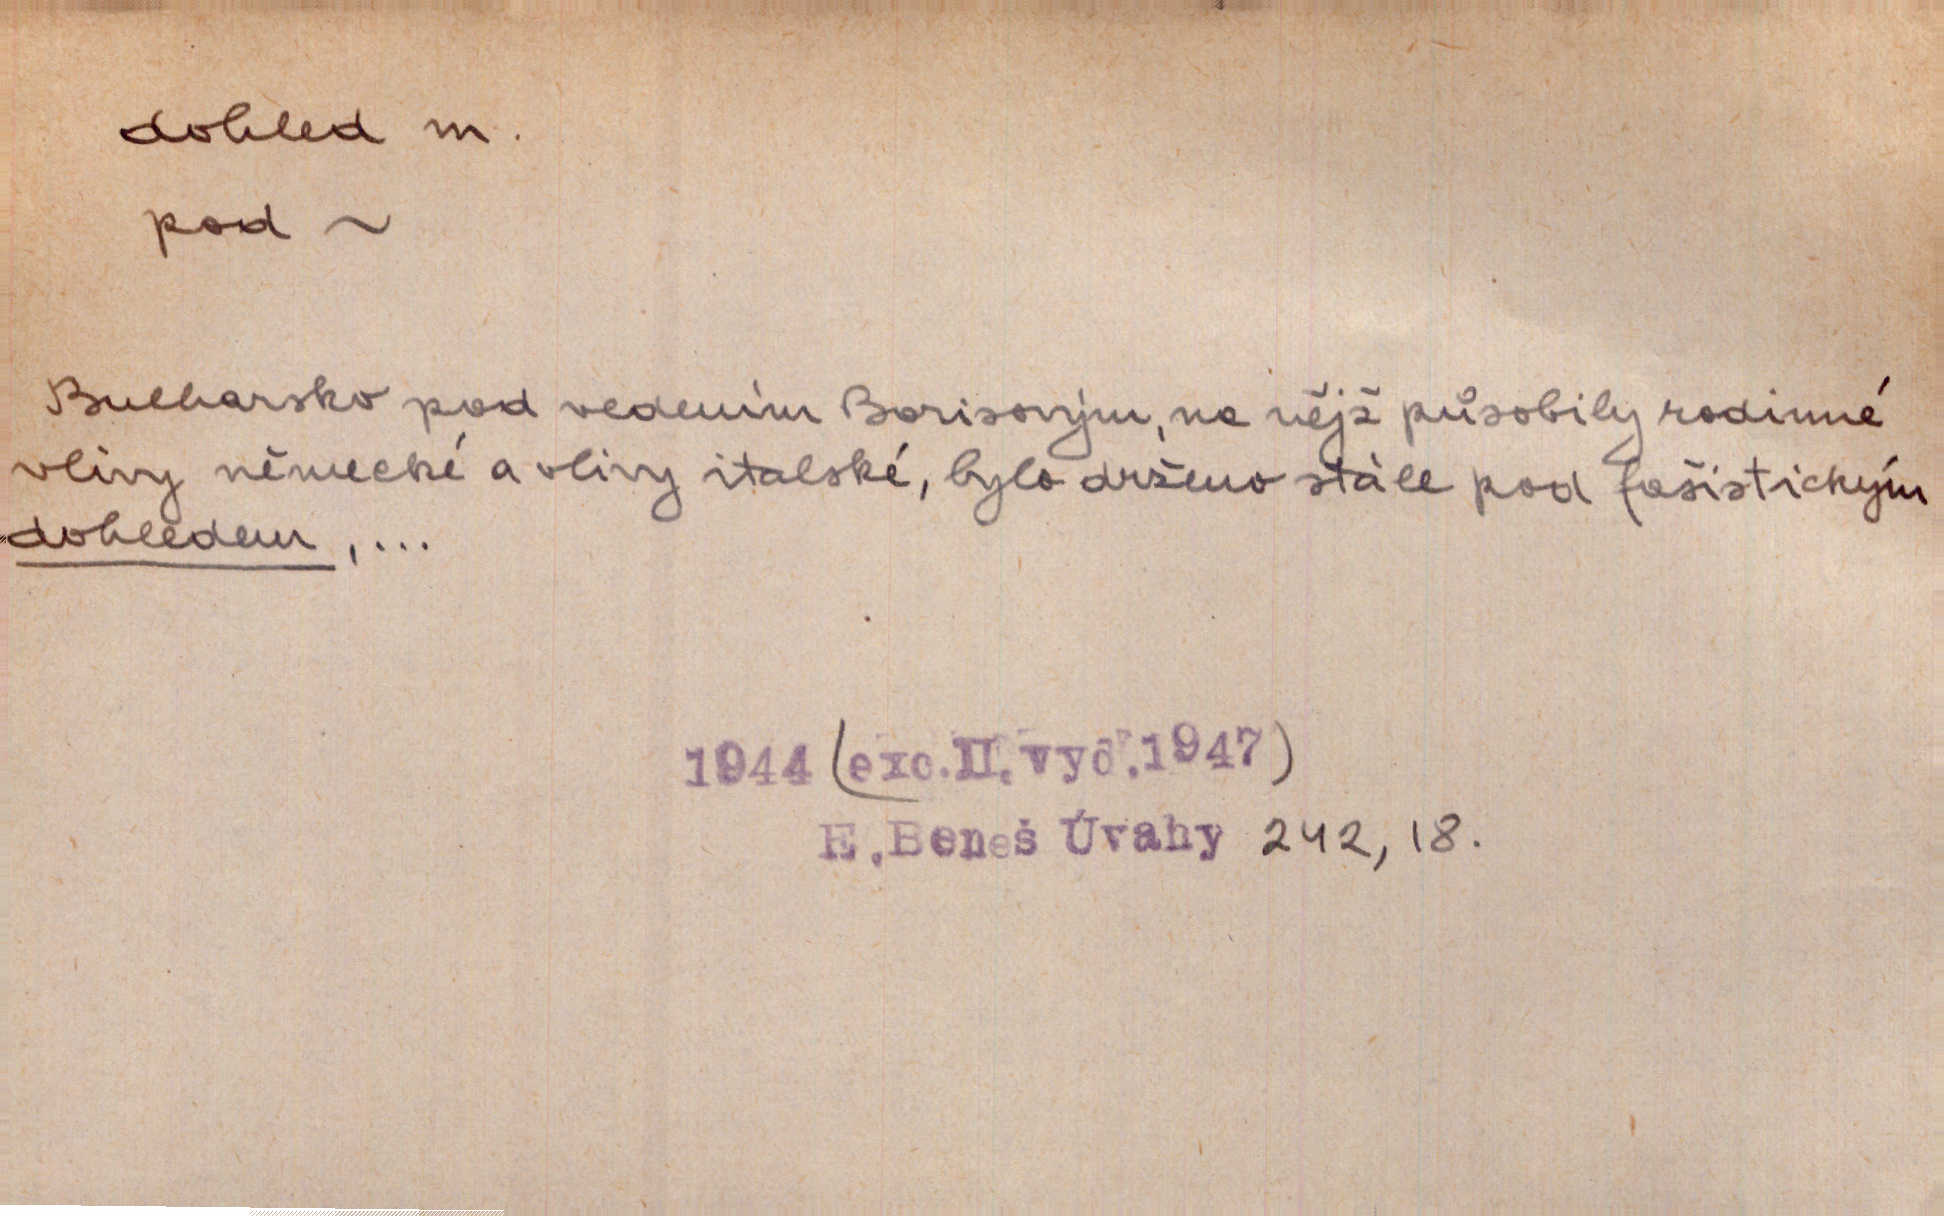 dohled m.
pod ~
Bulharsko pod vedením Borisovým, na nějž působily rodinné
vlivy německé a vlivy italské, bylo drženo stále pod fašistickým
dohledem, ...
1944 (exc. II. vyd. 1947)
E. Beneš Úvahy 242, 18.